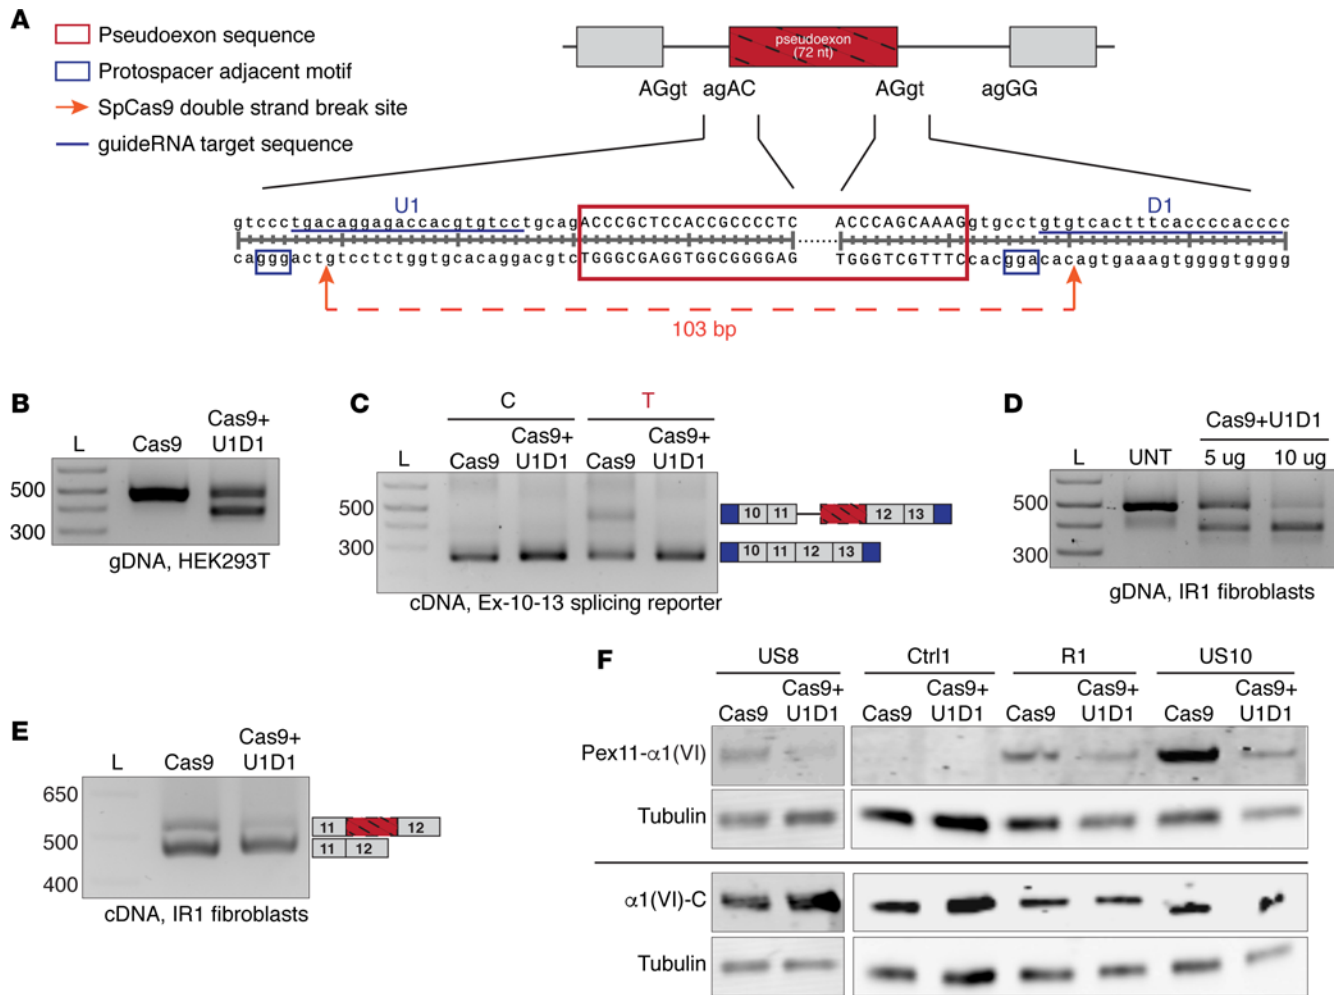 A
Pseudoexon sequence
Protospacer adjacent motif
SpCas9 double strand break site
guideRNA target sequence
pseudoexon
(72 nt)
AGgt agAC AGgt agGG
U1 D1
gtccctgacaggagaccacgtgtcctgcagACCCGCTCCACCGCCCCTC ACCCAGCAAAGgtgcctgtgtcactttcaccccacccc
cagggactgtcctctggtgcacaggacgtcTGGGCGAGGTGGCGGGGAG TGGGTCGTTTCcacggacacagtgaaagtggggtgggg
103 bp
B
L Cas9 Cas9+
U1D1
500
300
gDNA, HEK293T
C
C T
L Cas9 Cas9+
U1D1 Cas9 Cas9+
U1D1
500
300
10 11 12 13
10 11 12 13
cDNA, Ex-10-13 splicing reporter
D
Cas9+U1D1
L UNT 5 ug 10 ug
500
300
gDNA, IR1 fibroblasts
E
L Cas9 Cas9+
U1D1
650
500
400
11 12
11 12
cDNA, IR1 fibroblasts
F
US8 Ctrl1 R1 US10
Cas9 Cas9+
U1D1 Cas9 Cas9+
U1D1 Cas9 Cas9+
U1D1 Cas9 Cas9+
U1D1
Pex11-α1(VI)
Tubulin
α1(VI)-C
Tubulin